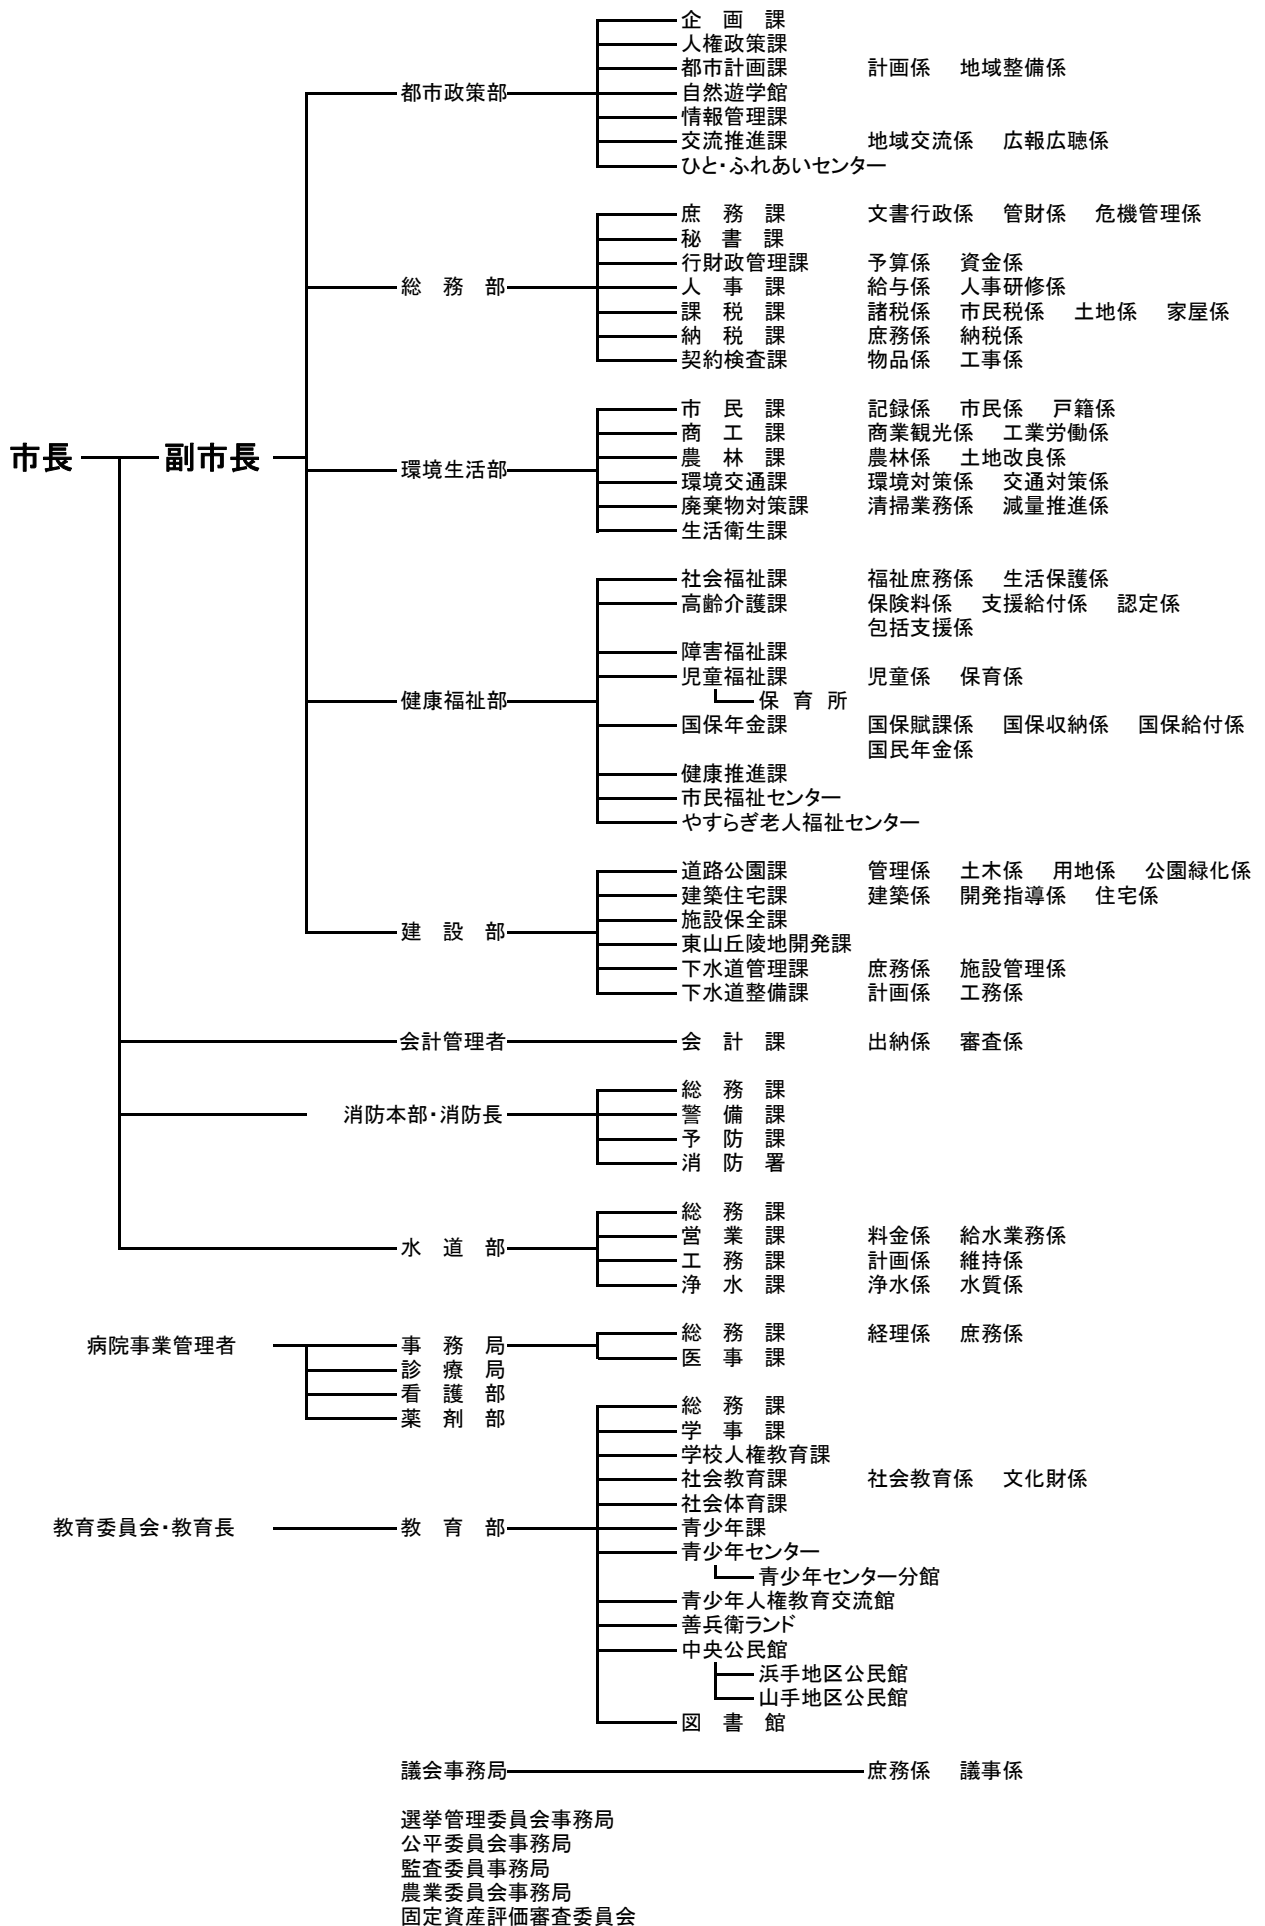 企　画　課
人権政策課
都市計画課　計画係　地域整備係
都市政策部　自然遊学館
情報管理課
交流推進課　地域交流係　広報広聴係
ひと・ふれあいセンター
庶　務　課　文書行政係　管財係　危機管理係
秘　書　課
行財政管理課　予算係　資金係
総　務　部　人　事　課　給与係　人事研修係
課　税　課　諸税係　市民税係　土地係　家屋係
納　税　課　庶務係　納税係
契約検査課　物品係　工事係
市　民　課　記録係　市民係　戸籍係
商　工　課　商業観光係　工業労働係
市長　副市長　農　林　課　農林係　土地改良係
環境生活部
環境交通課　環境対策係　交通対策係
廃棄物対策課　清掃業務係　減量推進係
生活衛生課
社会福祉課　福祉庶務係　生活保護係
高齢介護課　保険料係　支援給付係　認定係
包括支援係
障害福祉課
児童福祉課　児童係　保育係
健康福祉部　保　育　所
国保年金課　国保賦課係　国保収納係　国保給付係
国民年金係
健康推進課
市民福祉センター
やすらぎ老人福祉センター
道路公園課　管理係　土木係　用地係　公園緑化係
建築住宅課　建築係　開発指導係　住宅係
施設保全課
建　設　部
東山丘陵地開発課
下水道管理課　庶務係　施設管理係
下水道整備課　計画係　工務係
会計管理者　会　計　課　出納係　審査係
総　務　課
消防本部・消防長　警　備　課
予　防　課
消　防　署
総　務　課
営　業　課　料金係　給水業務係
水　道　部
工　務　課　計画係　維持係
浄　水　課　浄水係　水質係
総　務　課　経理係　庶務係
病院事業管理者　事　務　局
医　事　課
診　療　局
看　護　部
薬　剤　部
総　務　課
学　事　課
学校人権教育課
社会教育課　社会教育係　文化財係
社会体育課
教育委員会・教育長　教　育　部　青少年課
青少年センター
青少年センター分館
青少年人権教育交流館
善兵衛ランド
中央公民館
浜手地区公民館
山手地区公民館
図　書　館
議会事務局　庶務係　議事係
選挙管理委員会事務局
公平委員会事務局
監査委員事務局
農業委員会事務局
固定資産評価審査委員会